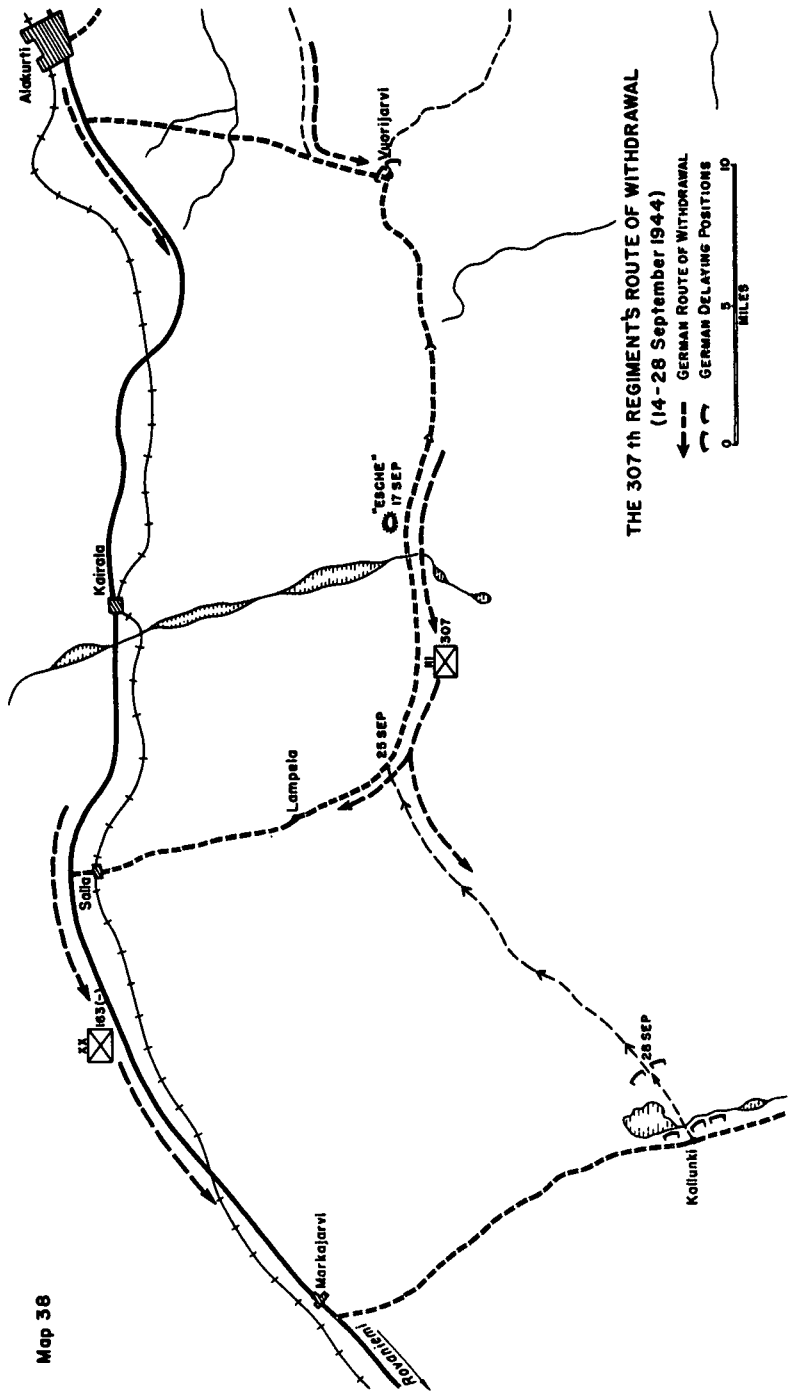 Map 38
Alakurti
Vuorijarvi
Kairala
"ESCHE"
17 SEP
III
307
25 SEP
Lampela
Salla
XX
163(-)
28 SEP
Kallunki
Markajarvi
Rovaniemi
THE 307th REGIMENT'S ROUTE OF WITHDRAWAL
(14-28 September 1944)
GERMAN ROUTE OF WITHDRAWAL
GERMAN DELAYING POSITIONS
0 5 10
MILES